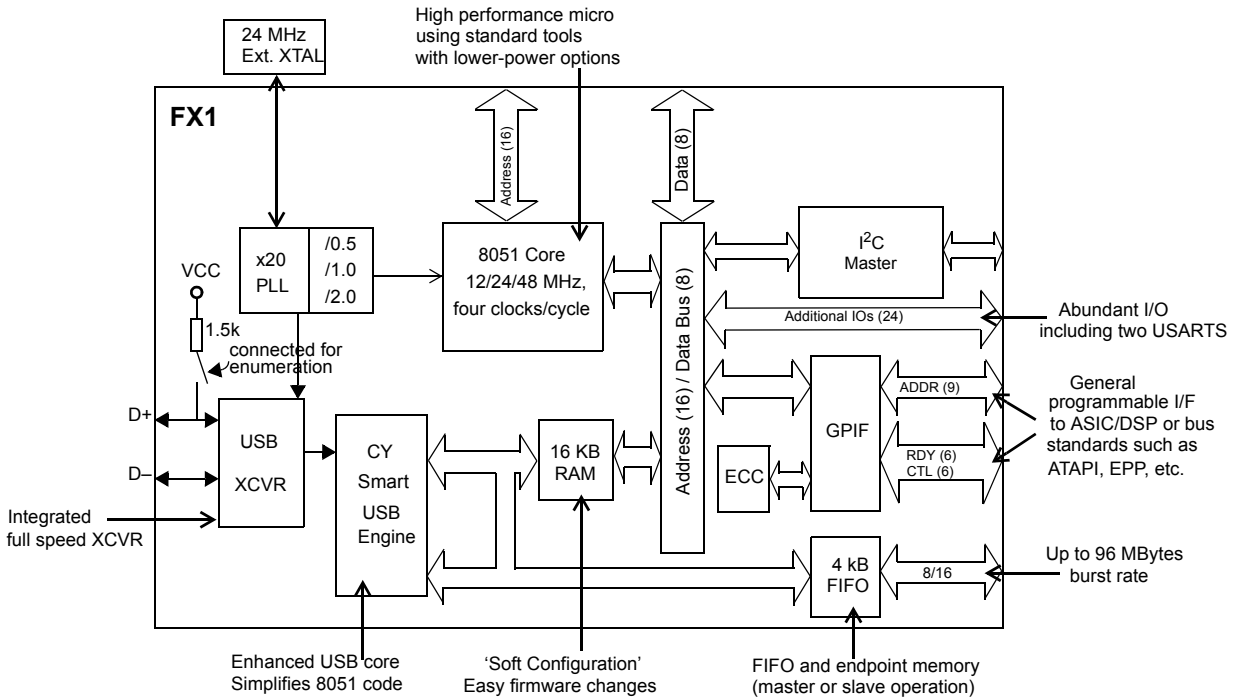 High performance micro
using standard tools
with lower-power options
24 MHz
Ext. XTAL
FX1
Address (16)
Data (8)
x20
PLL
/0.5
/1.0
/2.0
8051 Core
12/24/48 MHz,
four clocks/cycle
I2C
Master
VCC
1.5k
connected for
enumeration
Address (16) / Data Bus (8)
Additional IOs (24)
Abundant I/O
including two USARTS
ADDR (9)
GPIF
RDY (6)
CTL (6)
General
programmable I/F
to ASIC/DSP or bus
standards such as
ATAPI, EPP, etc.
D+
D–
USB
XCVR
CY
Smart
USB
Engine
16 KB
RAM
ECC
Integrated
full speed XCVR
4 kB
FIFO
8/16
Up to 96 MBytes
burst rate
Enhanced USB core
Simplifies 8051 code
‘Soft Configuration’
Easy firmware changes
FIFO and endpoint memory
(master or slave operation)